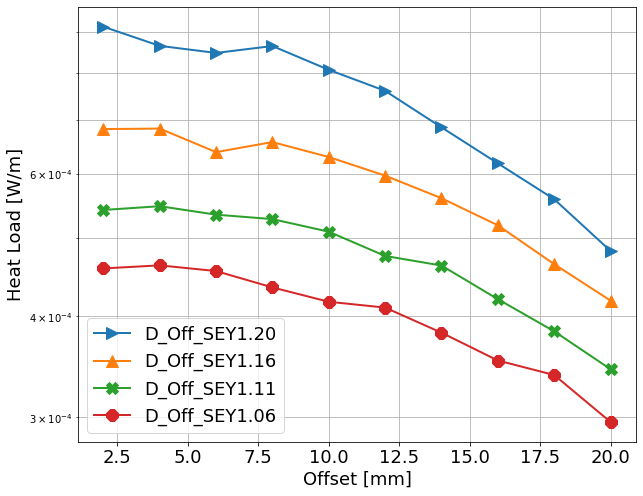 Heat Load [W/m]
6 × 10⁻⁴
4 × 10⁻⁴
3 × 10⁻⁴
D_Off_SEY1.20
D_Off_SEY1.16
D_Off_SEY1.11
D_Off_SEY1.06
2.5 5.0 7.5 10.0 12.5 15.0 17.5 20.0
Offset [mm]